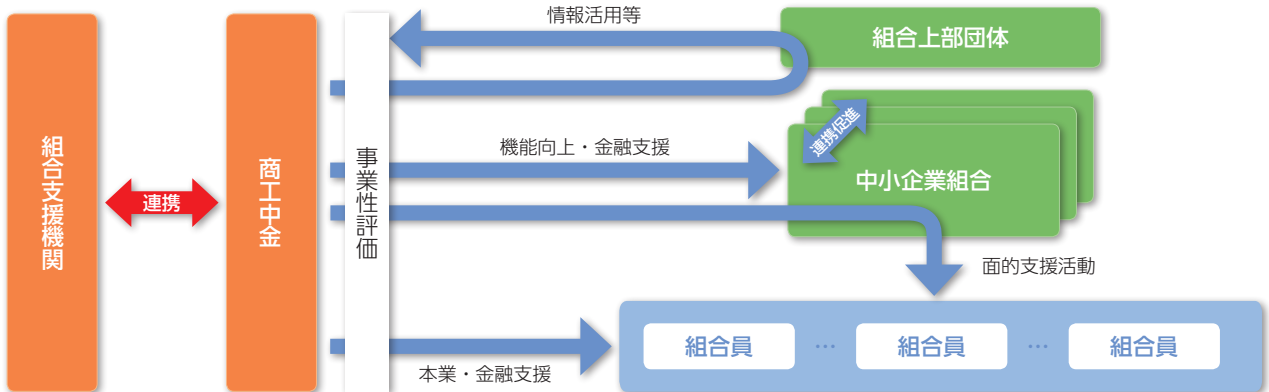 組合支援機関
連携
商工中金
事業性評価
情報活用等
組合上部団体
機能向上・金融支援
連携促進
中小企業組合
面的支援活動
本業・金融支援
組合員 … 組合員 … 組合員